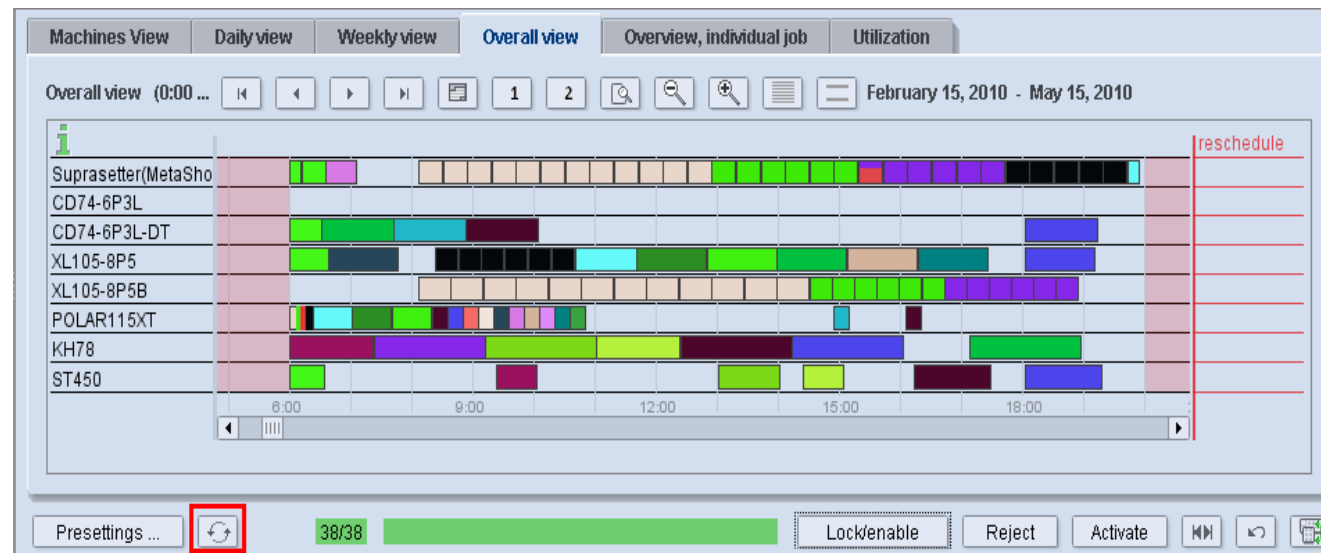 Machines View Daily view Weekly view Overall view Overview, individual job Utilization
Overall view (0:00 ... 1 2 February 15, 2010 - May 15, 2010
i
reschedule
Suprasetter(MetaSho
CD74-6P3L
CD74-6P3L-DT
XL105-8P5
XL105-8P5B
POLAR115XT
KH78
ST450
6:00 9:00 12:00 15:00 18:00
Presettings ... 38/38 Lock/enable Reject Activate